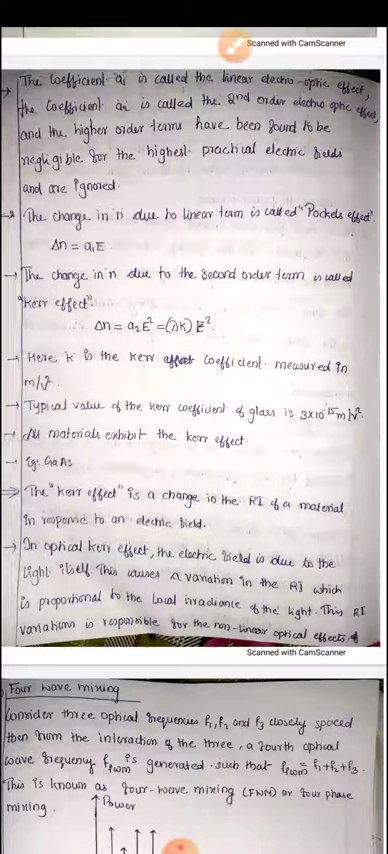 Scanned with CamScanner
→ The Coefficient a₁ is called the linear electro-optic effect,
the coefficient a₂ is called the 2nd order electro optic effect,
and the higher order terms have been found to be
negligible for the highest practical electric fields
and are ignored.
→ The change in 'n' due to linear term is called "Pockels effect".
Δn = a₁E
→ The change in 'n' due to the second order term is called
"Kerr effect".
∴ Δn = a₂E² = (λK) E²
→ Here K is the Kerr effect coefficient measured in
m/V²
→ Typical value of the Kerr coefficient of glass is 3×10⁻¹⁵ m/V²
→ All materials exhibit the Kerr effect.
→ Eg: GaAs
⇒ The "Kerr effect" is a change in the RI of a material
in response to an electric field.
→ In optical Kerr effect, the electric field is due to the
light itself. This causes a variation in the RI which
is proportional to the local irradiance of the light. This RI
variations is responsible for the non-linear optical effects of
Scanned with CamScanner
Four wave mixing
Consider three optical frequencies f₁, f₂ and f₃ closely spaced
then from the interaction of the three, a fourth optical
wave frequency f_FWM is generated such that f_FWM = f₁+f₂+f₃.
This is known as four-wave mixing (FWM) or four phase
mixing.
Power